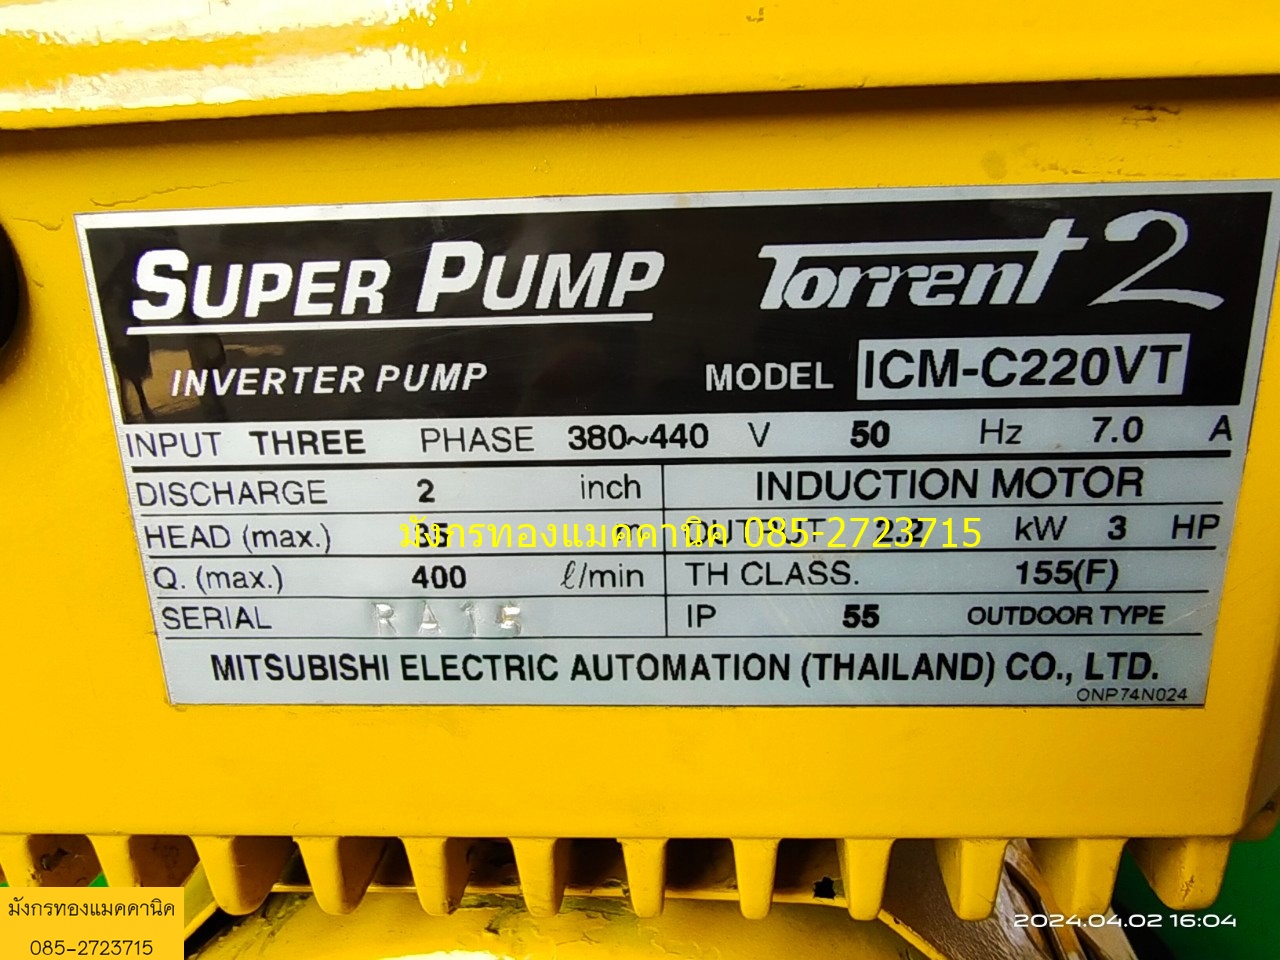 SUPER PUMP Torrent 2
INVERTER PUMP MODEL ICM-C220VT
INPUT THREE PHASE 380~440 V 50 Hz 7.0 A
DISCHARGE 2 inch INDUCTION MOTOR
HEAD (max.) m OUTPUT 2.2 kW 3 HP
มังกรทองแมคคานิค 085-2723715
Q. (max.) 400 ℓ/min TH CLASS. 155(F)
SERIAL RA15 IP 55 OUTDOOR TYPE
MITSUBISHI ELECTRIC AUTOMATION (THAILAND) CO., LTD.
ONP74N024
มังกรทองแมคคานิค
085-2723715
2024.04.02 16:04